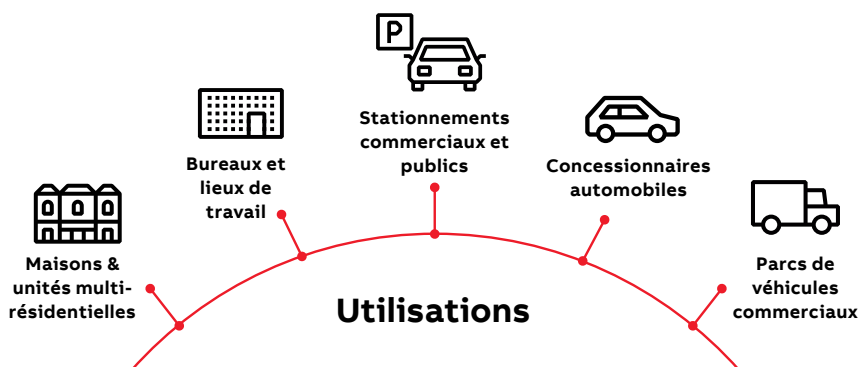 P
Stationnements
commerciaux et
publics
Bureaux et
lieux de
travail
Concessionnaires
automobiles
Maisons &
unités multi-
résidentielles
Parcs de
véhicules
commerciaux
Utilisations